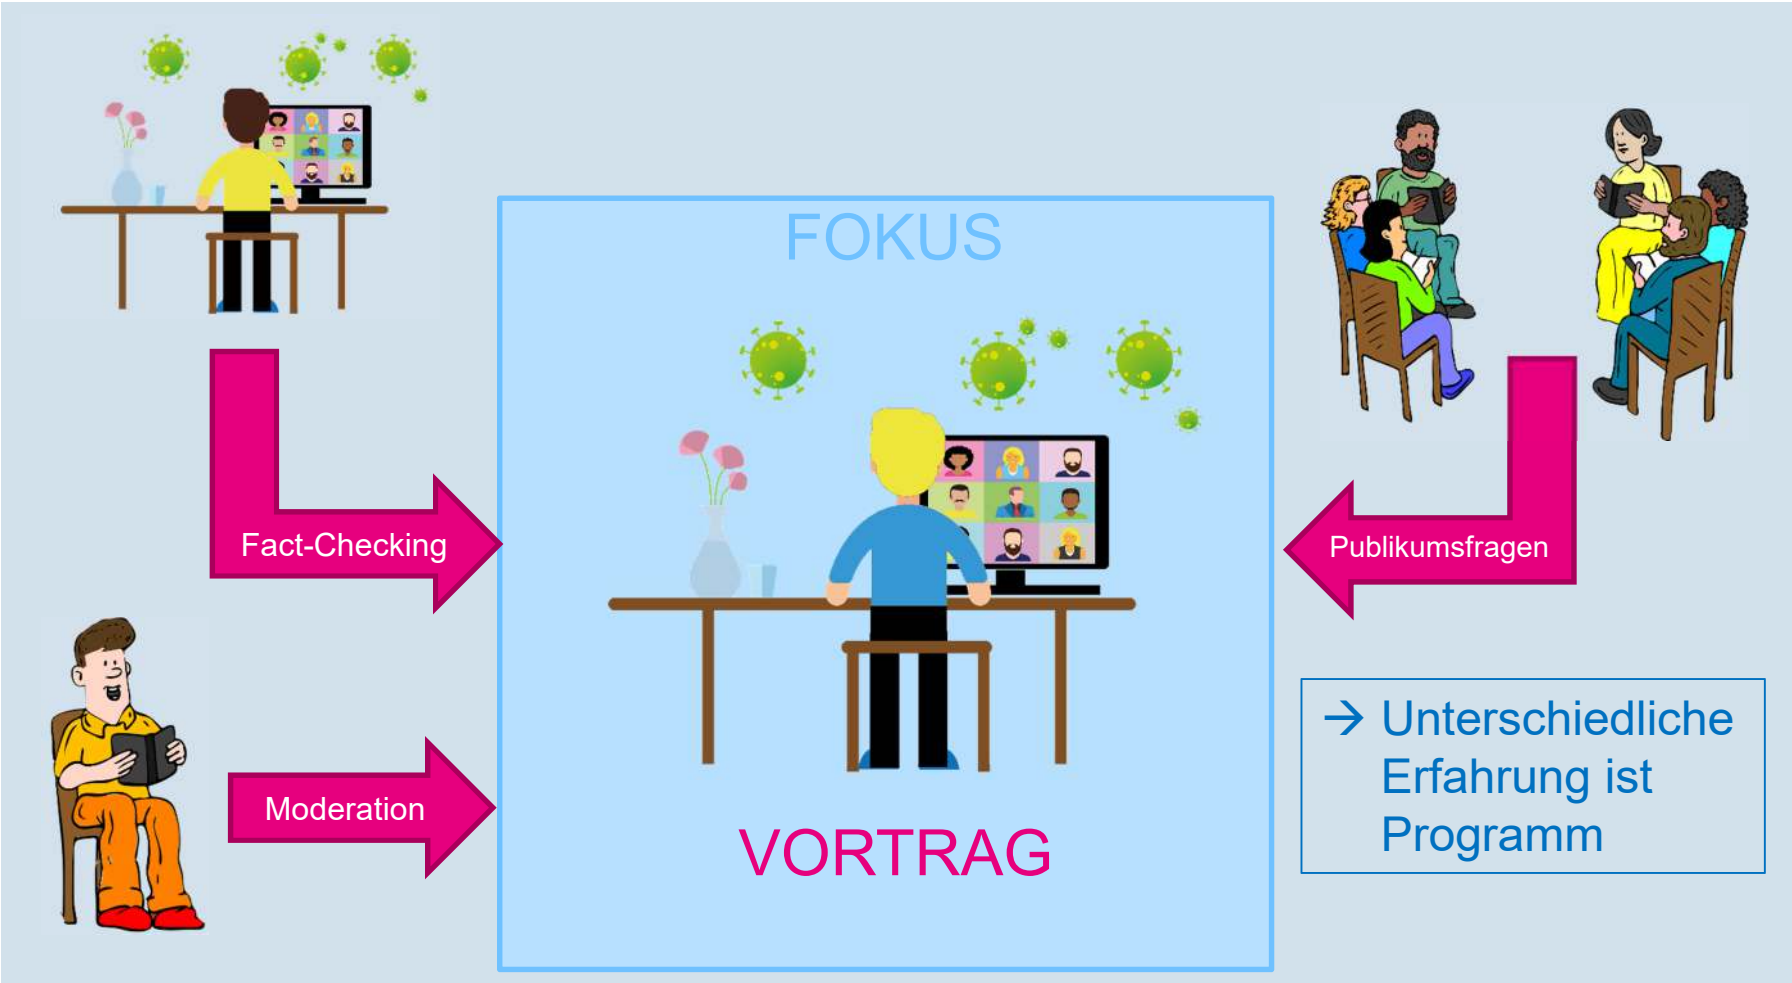 FOKUS
Fact-Checking
Publikumsfragen
Moderation
VORTRAG
→ Unterschiedliche
Erfahrung ist
Programm